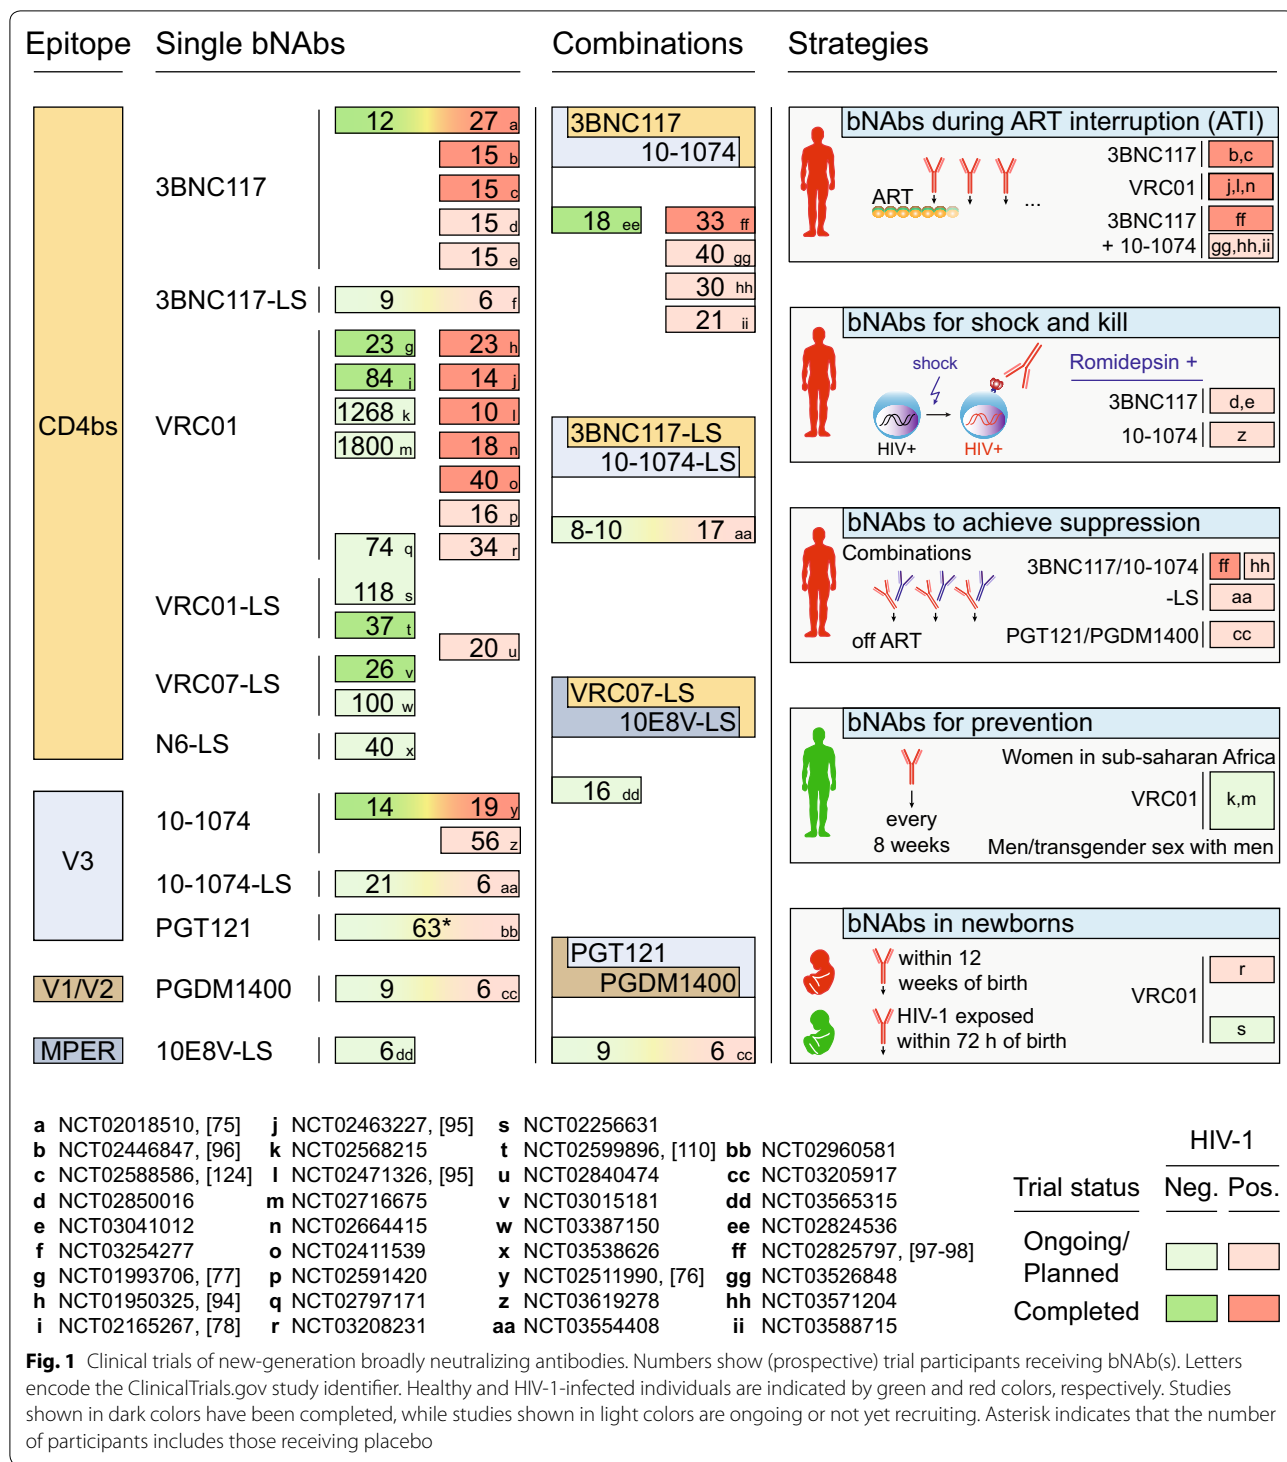 Epitope Single bNAbs Combinations Strategies
CD4bs
3BNC117
12 27 a
15 b
15 c
15 d
15 e
3BNC117-LS
9 6 f
VRC01
23 g 23 h
84 i 14 j
1268 k 10 l
1800 m 18 n
40 o
16 p
74 q 34 r
VRC01-LS
118 s
37 t
20 u
VRC07-LS
26 v
100 w
N6-LS
40 x
V3
10-1074
14 19 y
56 z
10-1074-LS
21 6 aa
PGT121
63* bb
V1/V2
PGDM1400
9 6 cc
MPER
10E8V-LS
6 dd
3BNC117
10-1074
18 ee 33 ff
40 gg
30 hh
21 ii
3BNC117-LS
10-1074-LS
8-10 17 aa
VRC07-LS
10E8V-LS
16 dd
PGT121
PGDM1400
9 6 cc
bNAbs during ART interruption (ATI)
ART
...
3BNC117 b,c
VRC01 j,l,n
3BNC117 ff
+ 10-1074 gg,hh,ii
bNAbs for shock and kill
shock
HIV+ HIV+
Romidepsin +
3BNC117 d,e
10-1074 z
bNAbs to achieve suppression
Combinations
off ART
3BNC117/10-1074 ff hh
-LS aa
PGT121/PGDM1400 cc
bNAbs for prevention
every
8 weeks
Women in sub-saharan Africa
VRC01 k,m
Men/transgender sex with men
bNAbs in newborns
within 12
weeks of birth
HIV-1 exposed
within 72 h of birth
VRC01
r
s
a NCT02018510, [75]
b NCT02446847, [96]
c NCT02588586, [124]
d NCT02850016
e NCT03041012
f NCT03254277
g NCT01993706, [77]
h NCT01950325, [94]
i NCT02165267, [78]
j NCT02463227, [95]
k NCT02568215
l NCT02471326, [95]
m NCT02716675
n NCT02664415
o NCT02411539
p NCT02591420
q NCT02797171
r NCT03208231
s NCT02256631
t NCT02599896, [110]
u NCT02840474
v NCT03015181
w NCT03387150
x NCT03538626
y NCT02511990, [76]
z NCT03619278
aa NCT03554408
bb NCT02960581
cc NCT03205917
dd NCT03565315
ee NCT02824536
ff NCT02825797, [97-98]
gg NCT03526848
hh NCT03571204
ii NCT03588715
HIV-1
Trial status Neg. Pos.
Ongoing/
Planned
Completed
Fig. 1 Clinical trials of new-generation broadly neutralizing antibodies. Numbers show (prospective) trial participants receiving bNAb(s). Letters
encode the ClinicalTrials.gov study identifier. Healthy and HIV-1-infected individuals are indicated by green and red colors, respectively. Studies
shown in dark colors have been completed, while studies shown in light colors are ongoing or not yet recruiting. Asterisk indicates that the number
of participants includes those receiving placebo